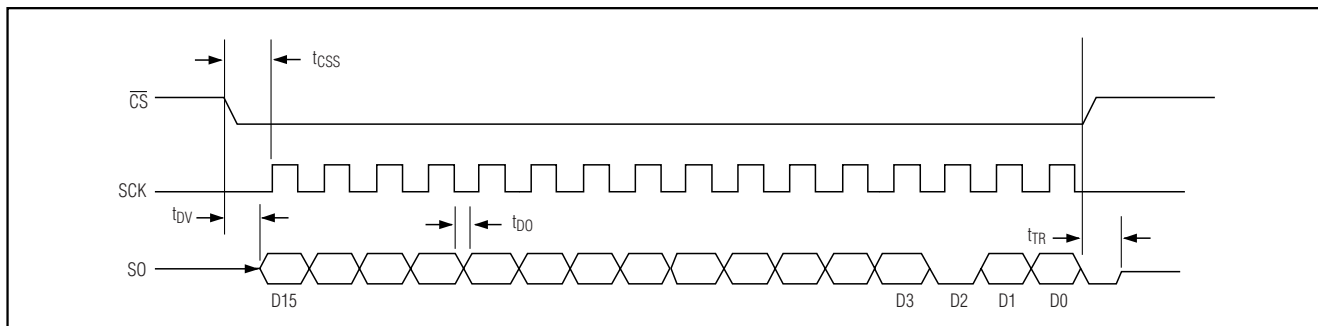 tCSS
CS
SCK
tDV
tDO
tTR
SO
D15 D3 D2 D1 D0